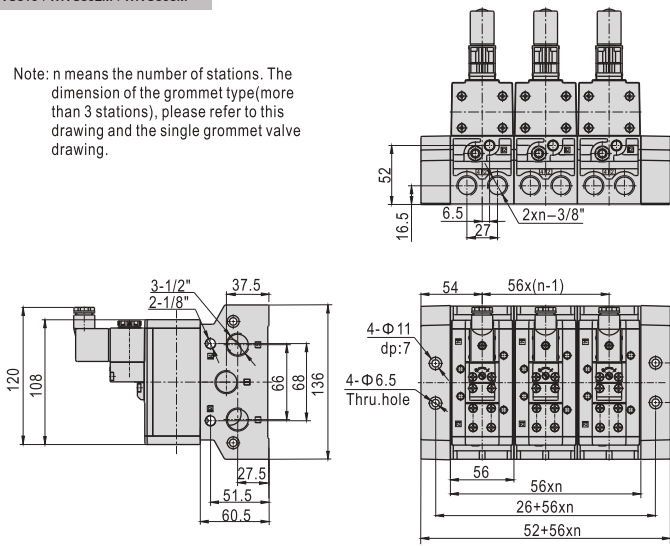 Note: n means the number of stations. The
dimension of the grommet type(more
than 3 stations), please refer to this
drawing and the single grommet valve
drawing.
52
16.5
6.5
27
2xn–3/8"
3-1/2"
2-1/8"
37.5
120
108
66
68
136
27.5
51.5
60.5
54
56x(n-1)
4-Φ11
dp:7
4-Φ6.5
Thru.hole
56
56xn
26+56xn
52+56xn